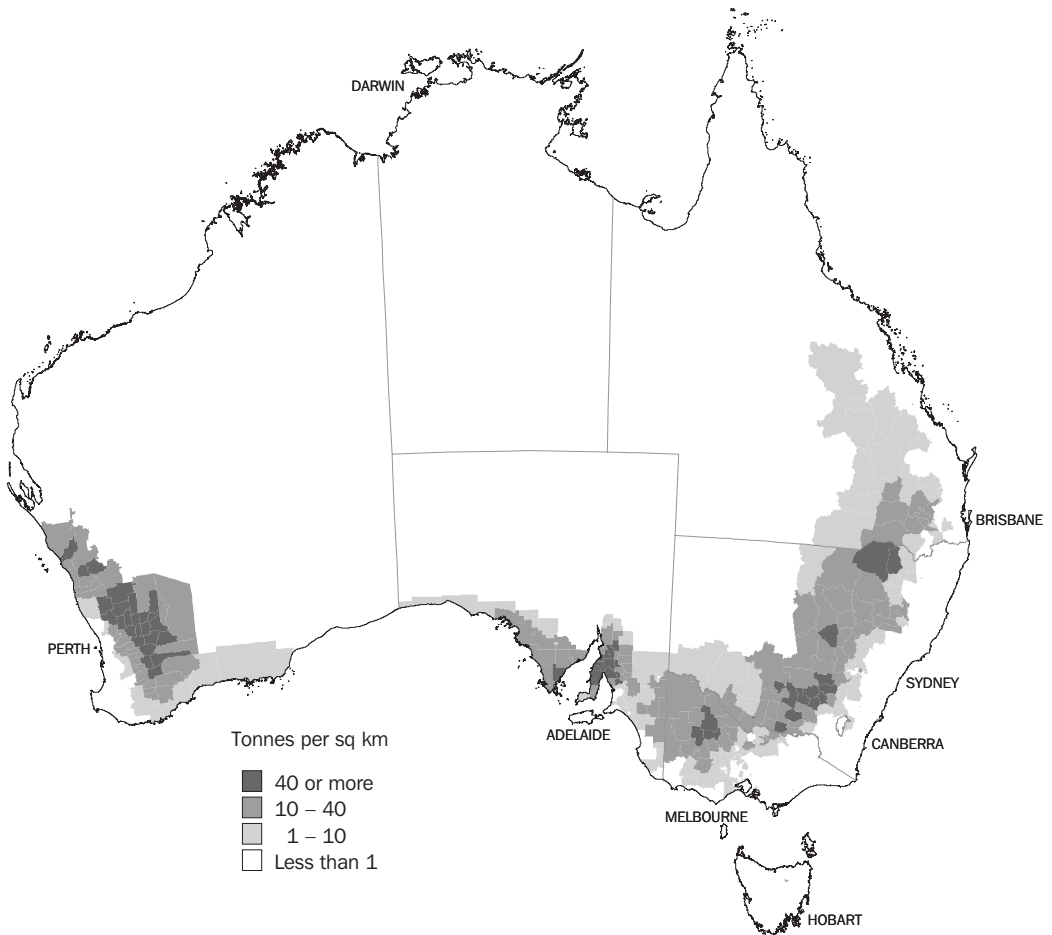 DARWIN
BRISBANE
PERTH
SYDNEY
ADELAIDE
CANBERRA
Tonnes per sq km
40 or more
10 – 40
1 – 10
Less than 1
MELBOURNE
HOBART